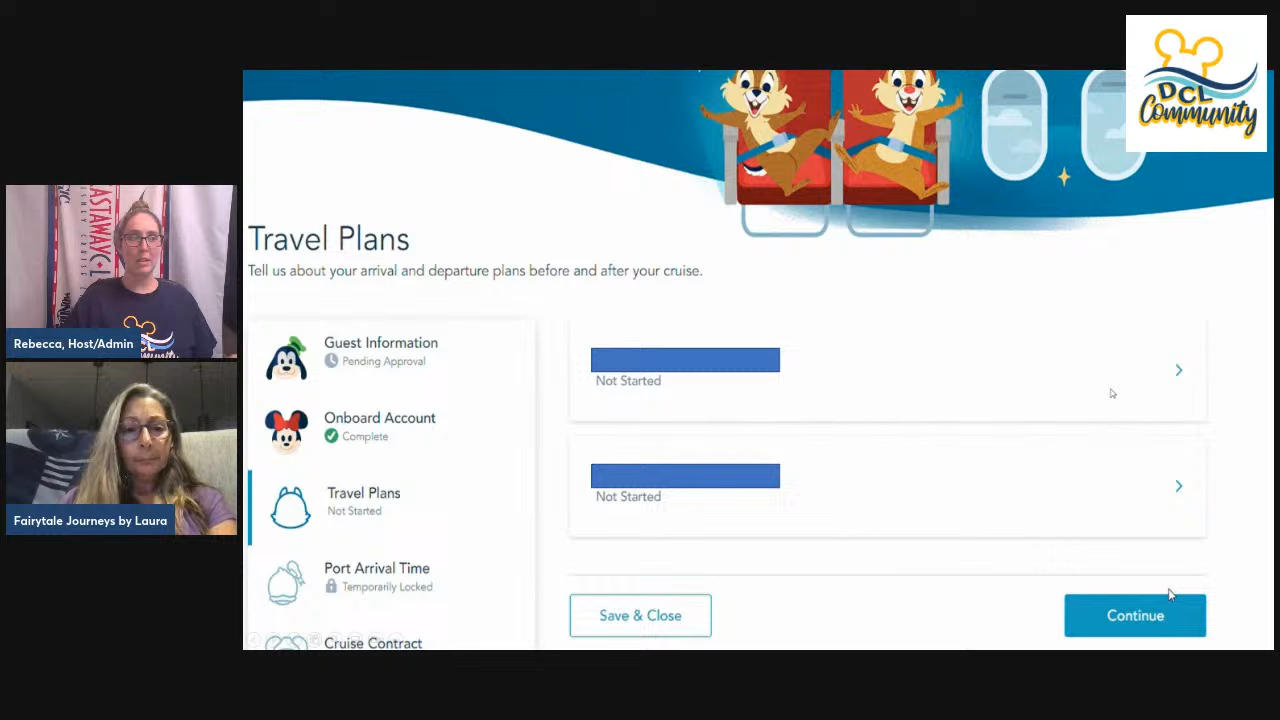 DCL
Community
Travel Plans
Tell us about your arrival and departure plans before and after your cruise.
Guest Information
Pending Approval
Onboard Account
Complete
Travel Plans
Not Started
Port Arrival Time
Temporarily Locked
Cruise Contract
Not Started
Not Started
Save & Close
Continue
ASTAWAY
Rebecca, Host/Admin
Fairytale Journeys by Laura